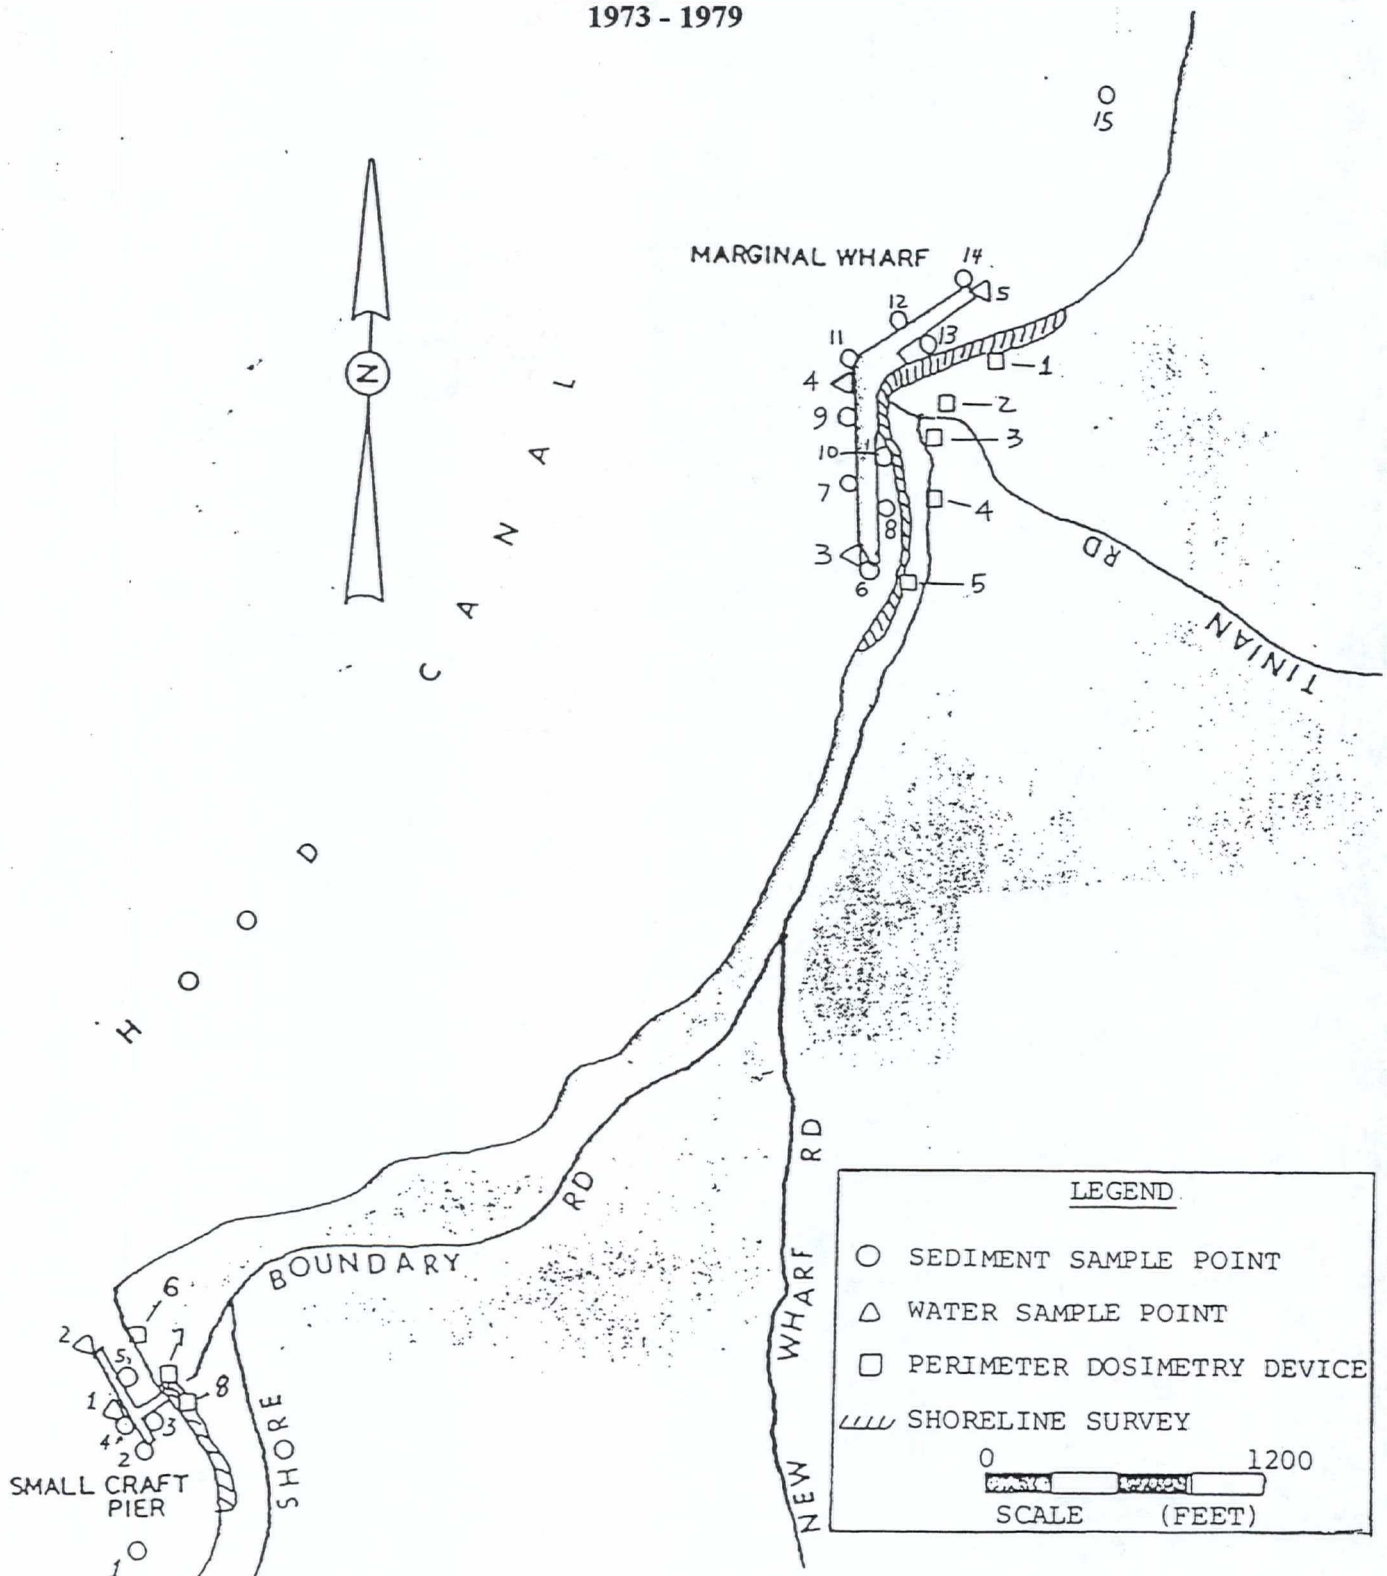 1973 - 1979
15
MARGINAL WHARF
14
5
12
13
11
4
1
9
2
3
10
7
8
4
3
6
5
N
HOOD CANAL
TINIAN RD
BOUNDARY RD
NEW WHARF RD
SHORE
6
7
8
2
5
1
4
3
2
SMALL CRAFT
PIER
1
LEGEND
SEDIMENT SAMPLE POINT
WATER SAMPLE POINT
PERIMETER DOSIMETRY DEVICE
SHORELINE SURVEY
0 1200
SCALE (FEET)